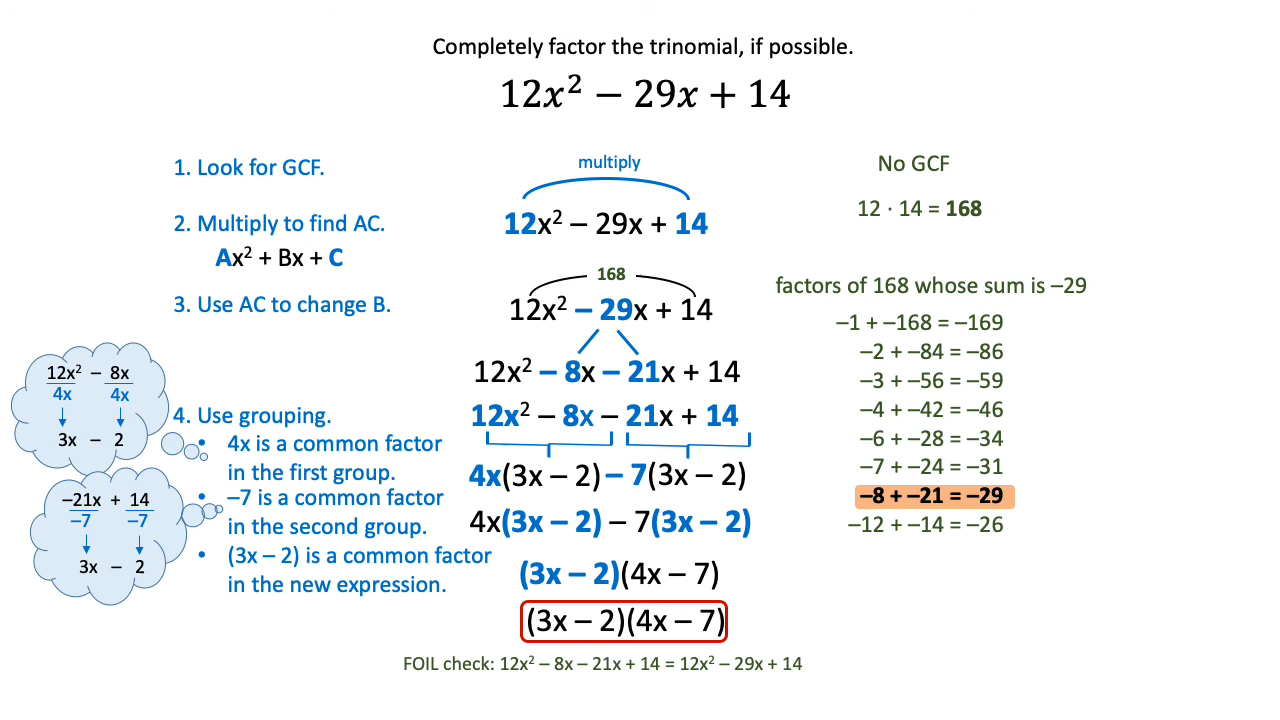 Completely factor the trinomial, if possible.
12x² − 29x + 14
1. Look for GCF.
multiply
No GCF
12 · 14 = 168
2. Multiply to find AC.
12x² – 29x + 14
Ax² + Bx + C
168
3. Use AC to change B.
12x² – 29x + 14
factors of 168 whose sum is –29
–1 + –168 = –169
–2 + –84 = –86
–3 + –56 = –59
–4 + –42 = –46
–6 + –28 = –34
–7 + –24 = –31
–8 + –21 = –29
–12 + –14 = –26
12x² – 8x – 21x + 14
4. Use grouping.
12x² – 8x – 21x + 14
12x² – 8x
4x 4x
3x – 2
• 4x is a common factor
in the first group.
4x(3x – 2) – 7(3x – 2)
–21x + 14
–7 –7
3x – 2
• –7 is a common factor
in the second group.
4x(3x – 2) – 7(3x – 2)
• (3x – 2) is a common factor
in the new expression.
(3x – 2)(4x – 7)
(3x – 2)(4x – 7)
FOIL check: 12x² – 8x – 21x + 14 = 12x² – 29x + 14